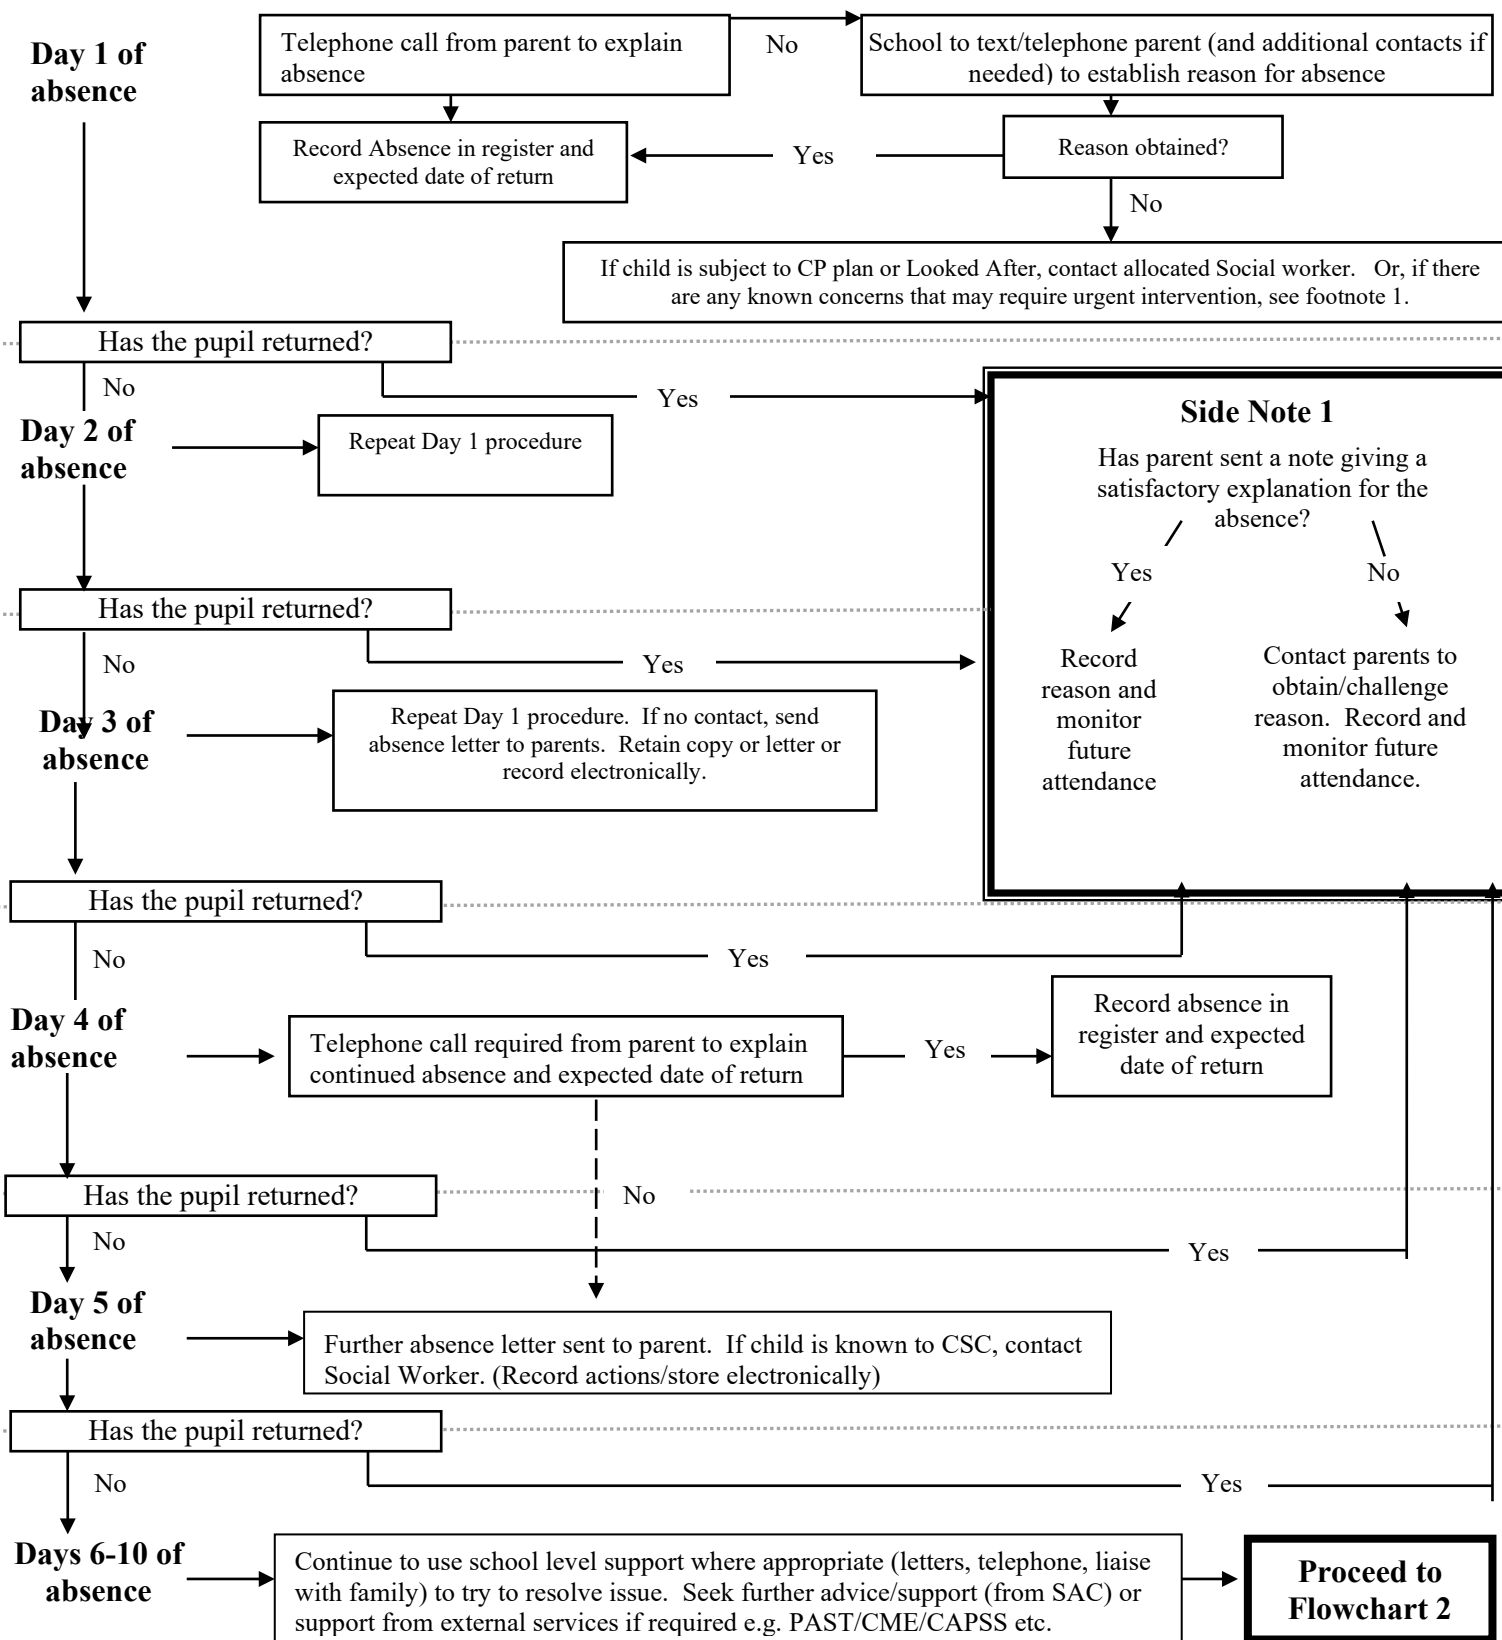 Day 1 of
absence
Telephone call from parent to explain
absence
No
School to text/telephone parent (and additional contacts if
needed) to establish reason for absence
Record Absence in register and
expected date of return
Yes
Reason obtained?
No
If child is subject to CP plan or Looked After, contact allocated Social worker. Or, if there
are any known concerns that may require urgent intervention, see footnote 1.
Has the pupil returned?
No
Yes
Side Note 1
Has parent sent a note giving a
satisfactory explanation for the
absence?
Yes
No
Record
reason and
monitor
future
attendance
Contact parents to
obtain/challenge
reason. Record and
monitor future
attendance.
Day 2 of
absence
Repeat Day 1 procedure
Has the pupil returned?
No
Yes
Day 3 of
absence
Repeat Day 1 procedure. If no contact, send
absence letter to parents. Retain copy or letter or
record electronically.
Has the pupil returned?
No
Yes
Day 4 of
absence
Telephone call required from parent to explain
continued absence and expected date of return
Yes
Record absence in
register and expected
date of return
Has the pupil returned?
No
No
Yes
Day 5 of
absence
Further absence letter sent to parent. If child is known to CSC, contact
Social Worker. (Record actions/store electronically)
Has the pupil returned?
No
Yes
Days 6-10 of
absence
Continue to use school level support where appropriate (letters, telephone, liaise
with family) to try to resolve issue. Seek further advice/support (from SAC) or
support from external services if required e.g. PAST/CME/CAPSS etc.
Proceed to
Flowchart 2